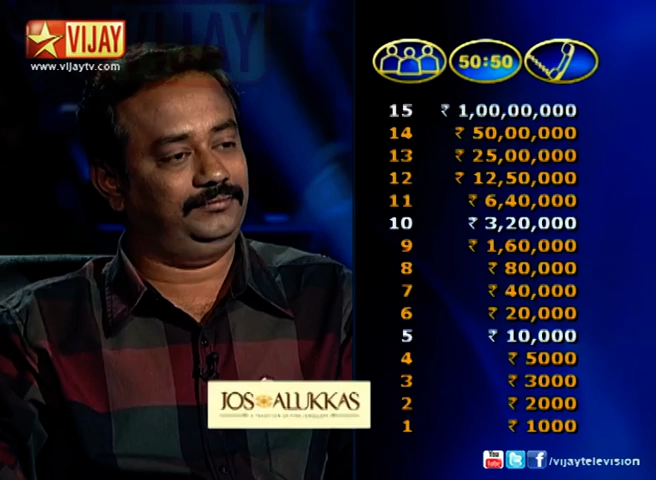 VIJAY
www.vijaytv.com
50:50
15 ₹ 1,00,00,000
14 ₹ 50,00,000
13 ₹ 25,00,000
12 ₹ 12,50,000
11 ₹ 6,40,000
10 ₹ 3,20,000
9 ₹ 1,60,000
8 ₹ 80,000
7 ₹ 40,000
6 ₹ 20,000
5 ₹ 10,000
4 ₹ 5000
3 ₹ 3000
2 ₹ 2000
1 ₹ 1000
JOS ALUKKAS
You Tube /vijaytelevision